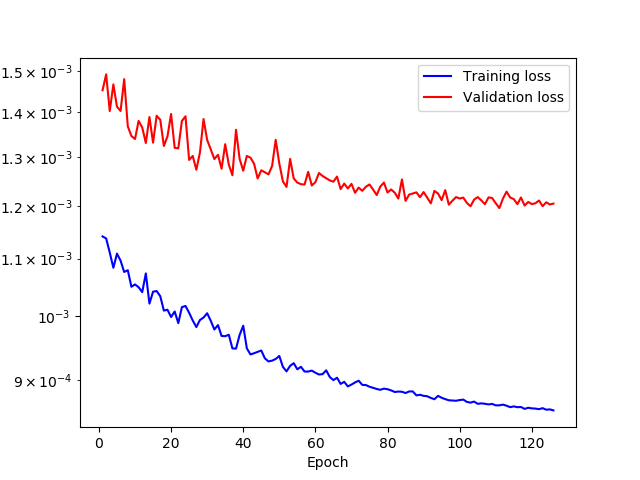 Training loss
Validation loss
1.5 × 10⁻³
1.4 × 10⁻³
1.3 × 10⁻³
1.2 × 10⁻³
1.1 × 10⁻³
10⁻³
9 × 10⁻⁴
0 20 40 60 80 100 120
Epoch